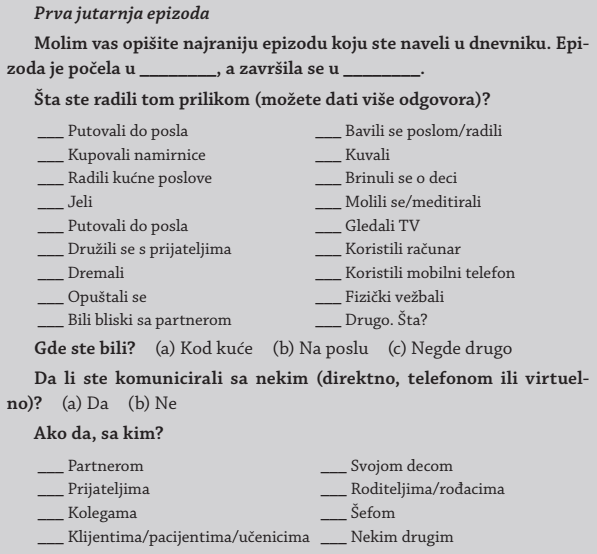 Prva jutarnja epizoda
Molim vas opišite najraniju epizodu koju ste naveli u dnevniku. Epi-
zoda je počela u ________, a završila se u ________.
Šta ste radili tom prilikom (možete dati više odgovora)?
___ Putovali do posla ___ Bavili se poslom/radili
___ Kupovali namirnice ___ Kuvali
___ Radili kućne poslove ___ Brinuli se o deci
___ Jeli ___ Molili se/meditirali
___ Putovali do posla ___ Gledali TV
___ Družili se s prijateljima ___ Koristili računar
___ Dremali ___ Koristili mobilni telefon
___ Opuštali se ___ Fizički vežbali
___ Bili bliski sa partnerom ___ Drugo. Šta?
Gde ste bili? (a) Kod kuće (b) Na poslu (c) Negde drugo
Da li ste komunicirali sa nekim (direktno, telefonom ili virtuel-
no)? (a) Da (b) Ne
Ako da, sa kim?
___ Partnerom ___ Svojom decom
___ Prijateljima ___ Roditeljima/rođacima
___ Kolegama ___ Šefom
___ Klijentima/pacijentima/učenicima ___ Nekim drugim